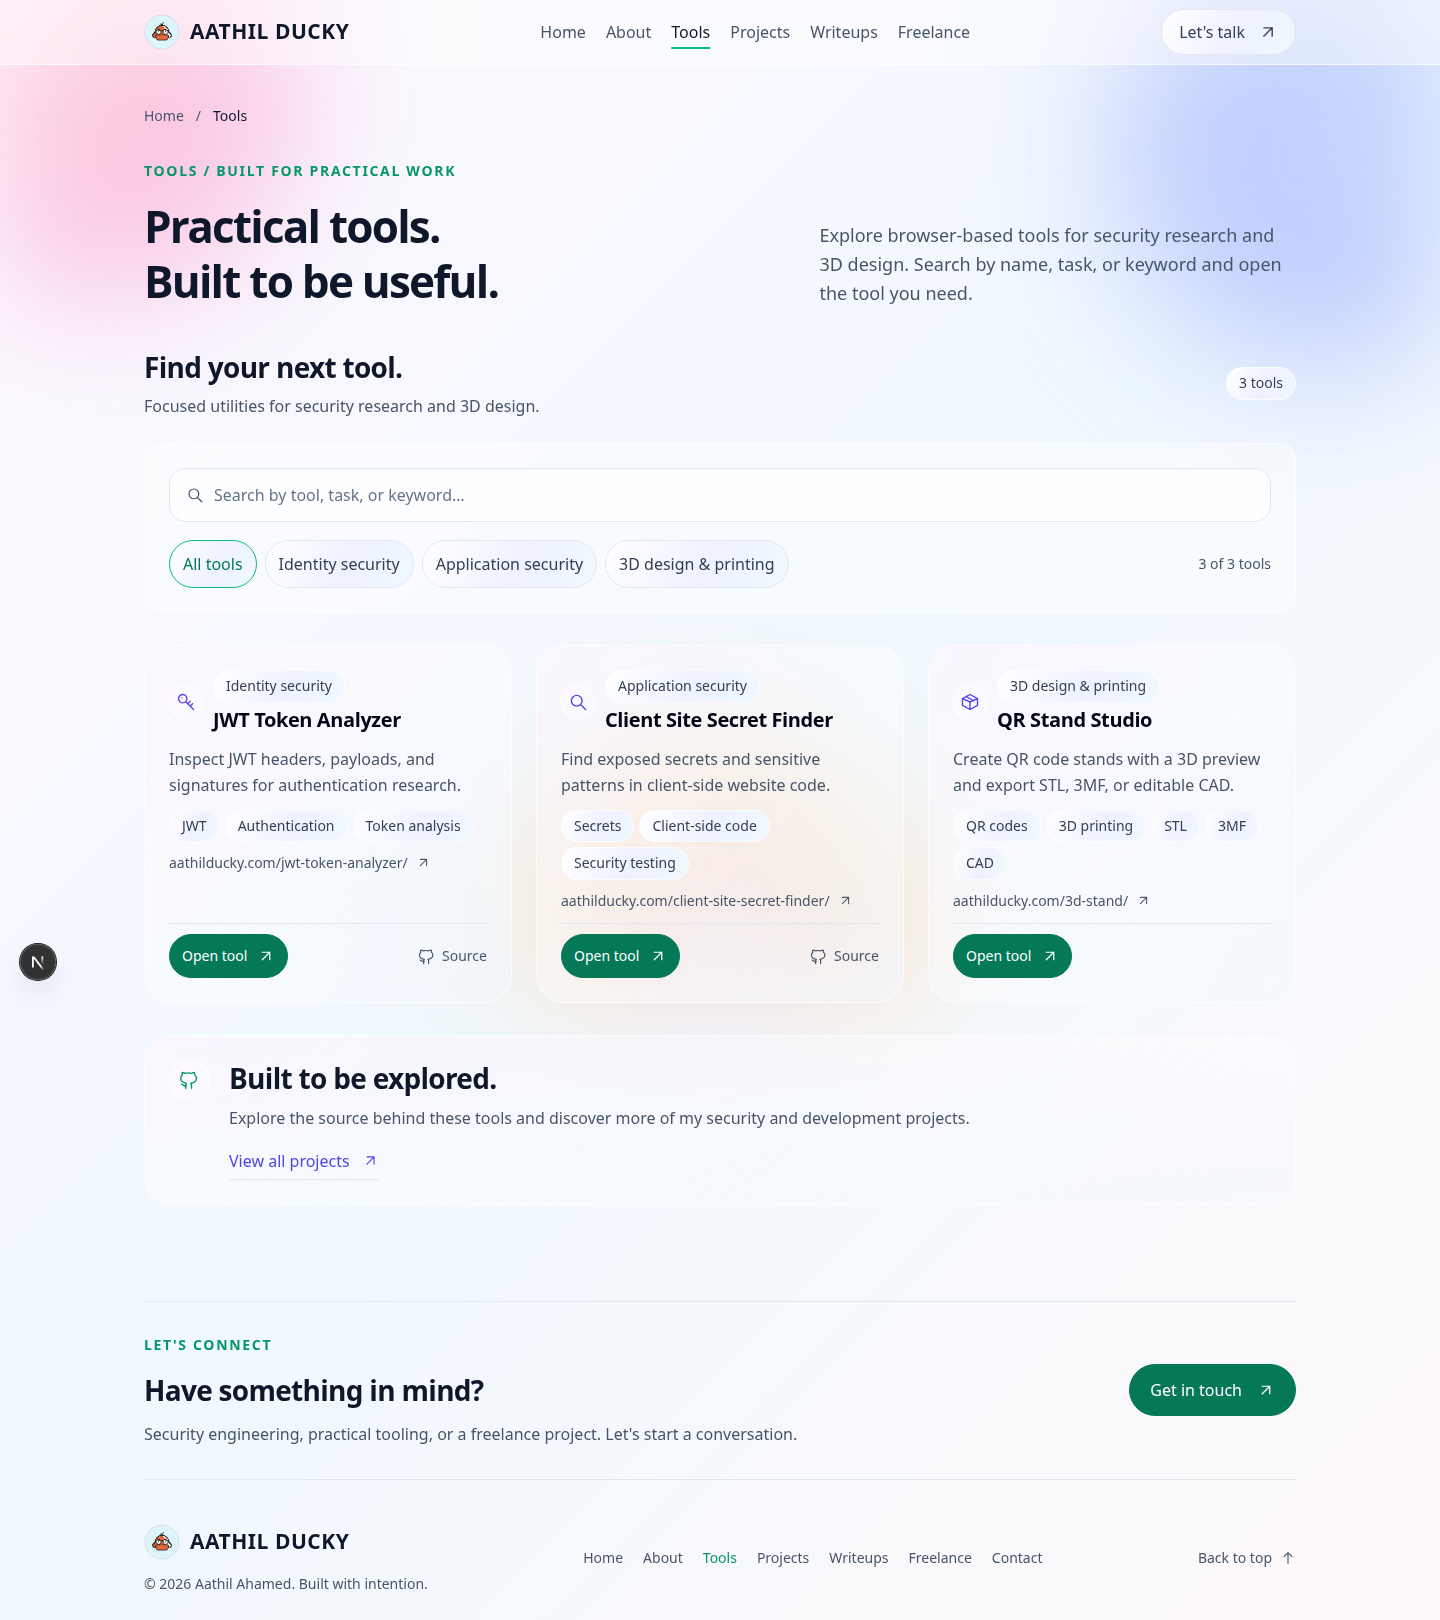 AATHIL DUCKY
Home About Tools Projects Writeups Freelance
Let's talk
Home / Tools
TOOLS / BUILT FOR PRACTICAL WORK
Practical tools.
Built to be useful.
Explore browser-based tools for security research and
3D design. Search by name, task, or keyword and open
the tool you need.
Find your next tool.
Focused utilities for security research and 3D design.
3 tools
Search by tool, task, or keyword...
All tools Identity security Application security 3D design & printing
3 of 3 tools
Identity security
JWT Token Analyzer
Inspect JWT headers, payloads, and
signatures for authentication research.
JWT Authentication Token analysis
aathilducky.com/jwt-token-analyzer/
Open tool Source
Application security
Client Site Secret Finder
Find exposed secrets and sensitive
patterns in client-side website code.
Secrets Client-side code
Security testing
aathilducky.com/client-site-secret-finder/
Open tool Source
3D design & printing
QR Stand Studio
Create QR code stands with a 3D preview
and export STL, 3MF, or editable CAD.
QR codes 3D printing STL 3MF
CAD
aathilducky.com/3d-stand/
Open tool
N
Built to be explored.
Explore the source behind these tools and discover more of my security and development projects.
View all projects
LET'S CONNECT
Have something in mind?
Security engineering, practical tooling, or a freelance project. Let's start a conversation.
Get in touch
AATHIL DUCKY
© 2026 Aathil Ahamed. Built with intention.
Home About Tools Projects Writeups Freelance Contact
Back to top